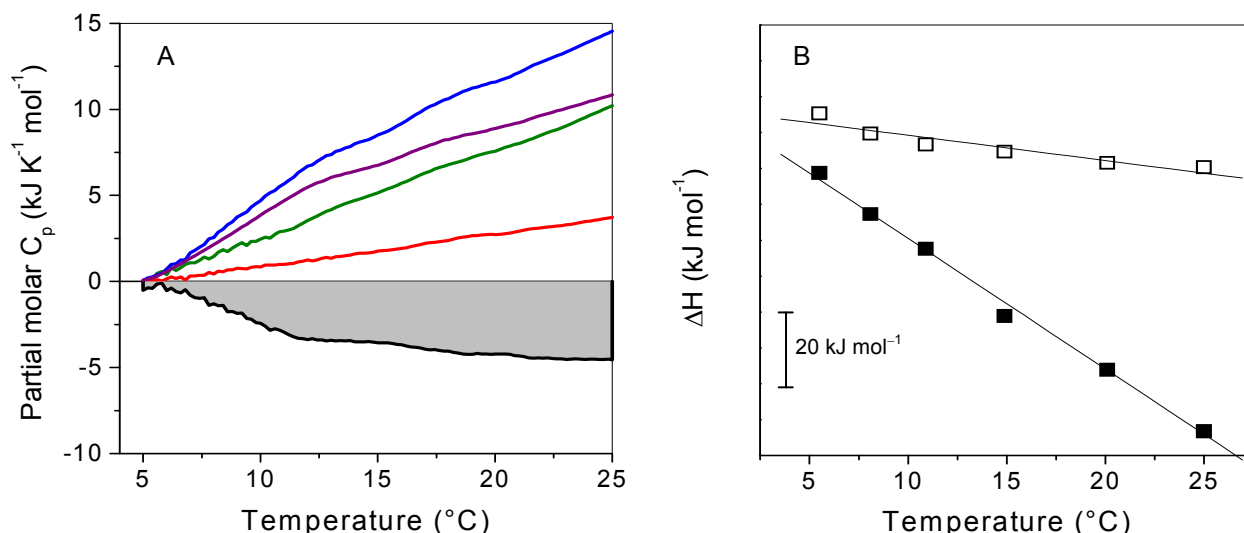 A
Partial molar Cp (kJ K⁻¹ mol⁻¹)
15
10
5
0
-5
-10
5
10
15
20
25
Temperature (°C)
B
ΔH (kJ mol⁻¹)
20 kJ mol⁻¹
5
10
15
20
25
Temperature (°C)